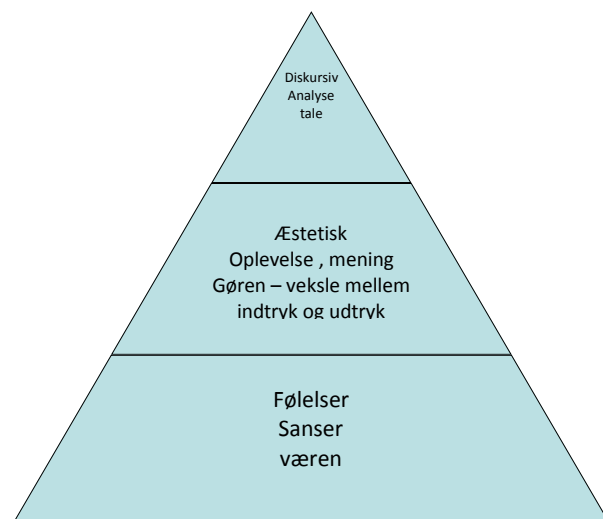 Diskursiv
Analyse
tale
Æstetisk
Oplevelse , mening
Gøren – veksle mellem
indtryk og udtryk
Følelser
Sanser
væren